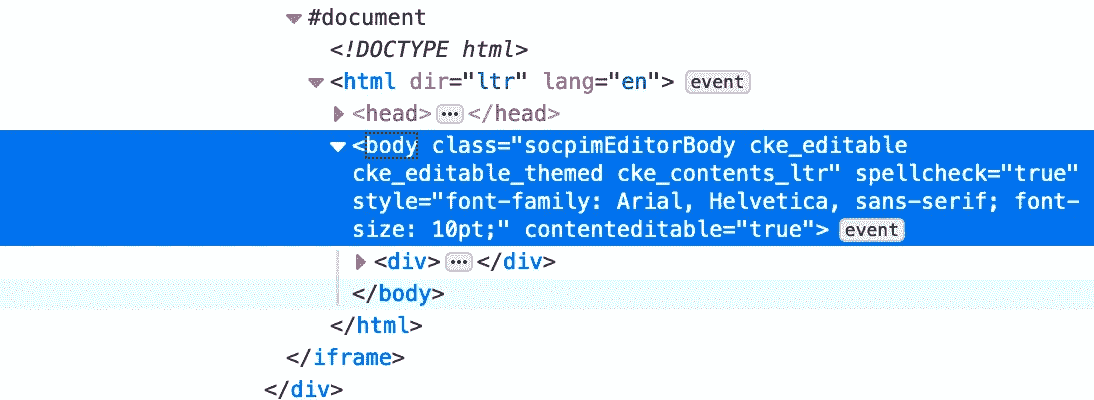 #document
<!DOCTYPE html>
<html dir="ltr" lang="en"> event
<head> ··· </head>
<body class="socpimEditorBody cke_editable
cke_editable_themed cke_contents_ltr" spellcheck="true"
style="font-family: Arial, Helvetica, sans-serif; font-
size: 10pt;" contenteditable="true"> event
<div> ··· </div>
</body>
</html>
</iframe>
</div>